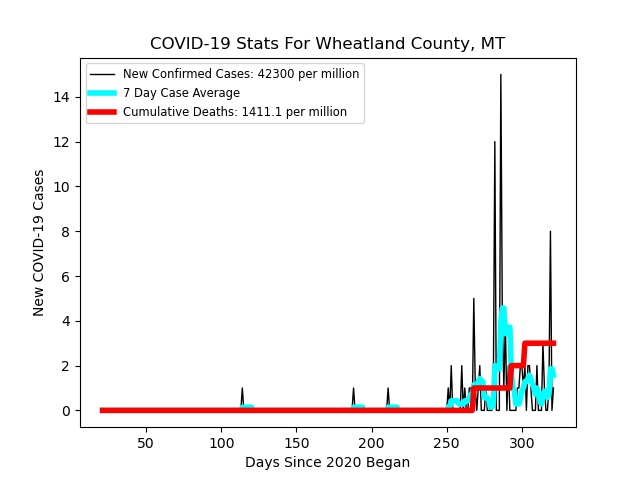 COVID-19 Stats For Wheatland County, MT
New Confirmed Cases: 42300 per million
7 Day Case Average
Cumulative Deaths: 1411.1 per million
New COVID-19 Cases
14
12
10
8
6
4
2
0
50
100
150
200
250
300
Days Since 2020 Began